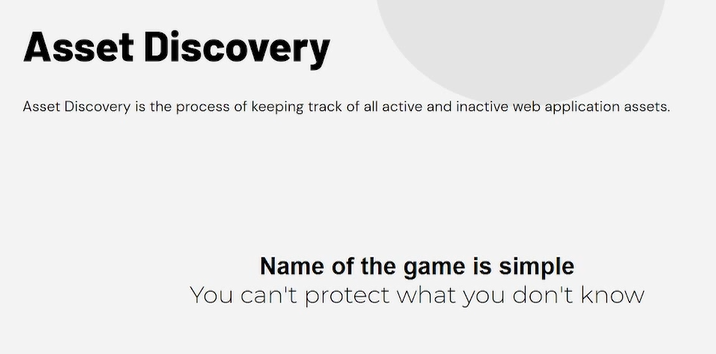 Asset Discovery
Asset Discovery is the process of keeping track of all active and inactive web application assets.
Name of the game is simple
You can't protect what you don't know